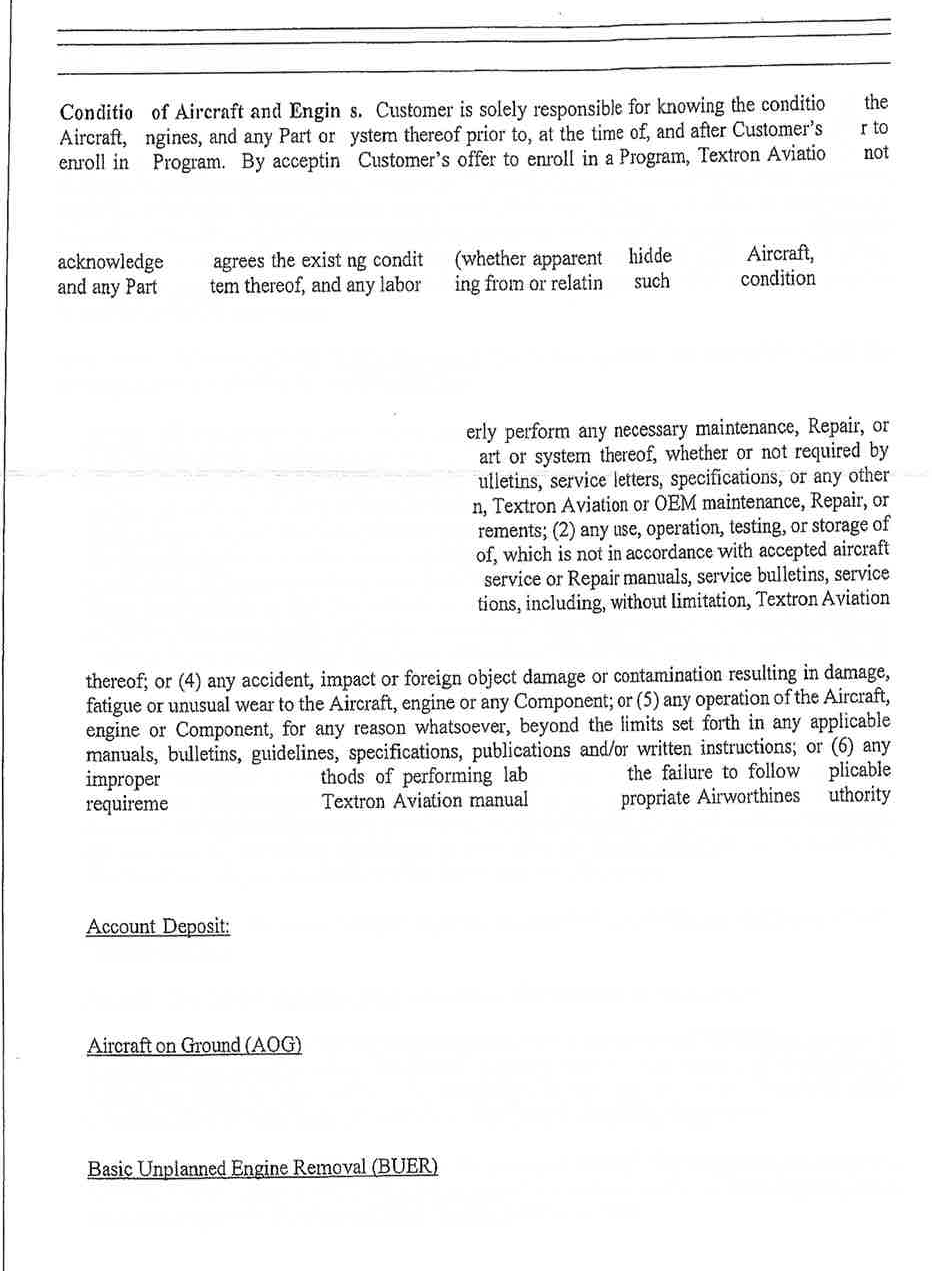 Conditio of Aircraft and Engin s. Customer is solely responsible for knowing the conditio the
Aircraft, ngines, and any Part or ystem thereof prior to, at the time of, and after Customer's r to
enroll in Program. By acceptin Customer's offer to enroll in a Program, Textron Aviatio not
acknowledge agrees the exist ng condit (whether apparent hidde Aircraft,
and any Part tem thereof, and any labor ing from or relatin such condition
erly perform any necessary maintenance, Repair, or
art or system thereof, whether or not required by
ulletins, service letters, specifications, or any other
n, Textron Aviation or OEM maintenance, Repair, or
rements; (2) any use, operation, testing, or storage of
of, which is not in accordance with accepted aircraft
service or Repair manuals, service bulletins, service
tions, including, without limitation, Textron Aviation
thereof; or (4) any accident, impact or foreign object damage or contamination resulting in damage,
fatigue or unusual wear to the Aircraft, engine or any Component; or (5) any operation of the Aircraft,
engine or Component, for any reason whatsoever, beyond the limits set forth in any applicable
manuals, bulletins, guidelines, specifications, publications and/or written instructions; or (6) any
improper thods of performing lab the failure to follow plicable
requireme Textron Aviation manual propriate Airworthines uthority
Account Deposit:
Aircraft on Ground (AOG)
Basic Unplanned Engine Removal (BUER)